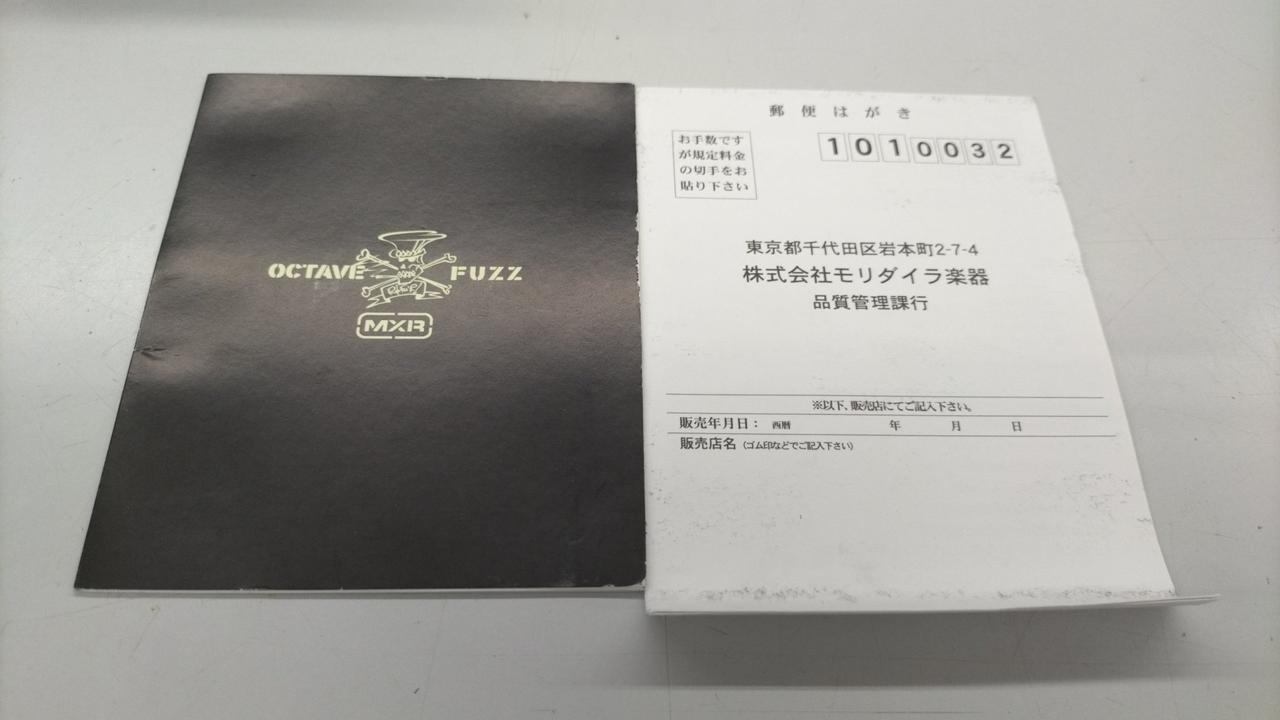 OCTAVE FUZZ
MXR
郵便はがき
お手数です
が規定料金
の切手をお
貼り下さい
1010032
東京都千代田区岩本町2-7-4
株式会社モリダイラ楽器
品質管理課行
※以下、販売店にてご記入下さい。
販売年月日： 西暦 年 月 日
販売店名（ゴム印などでご記入下さい）